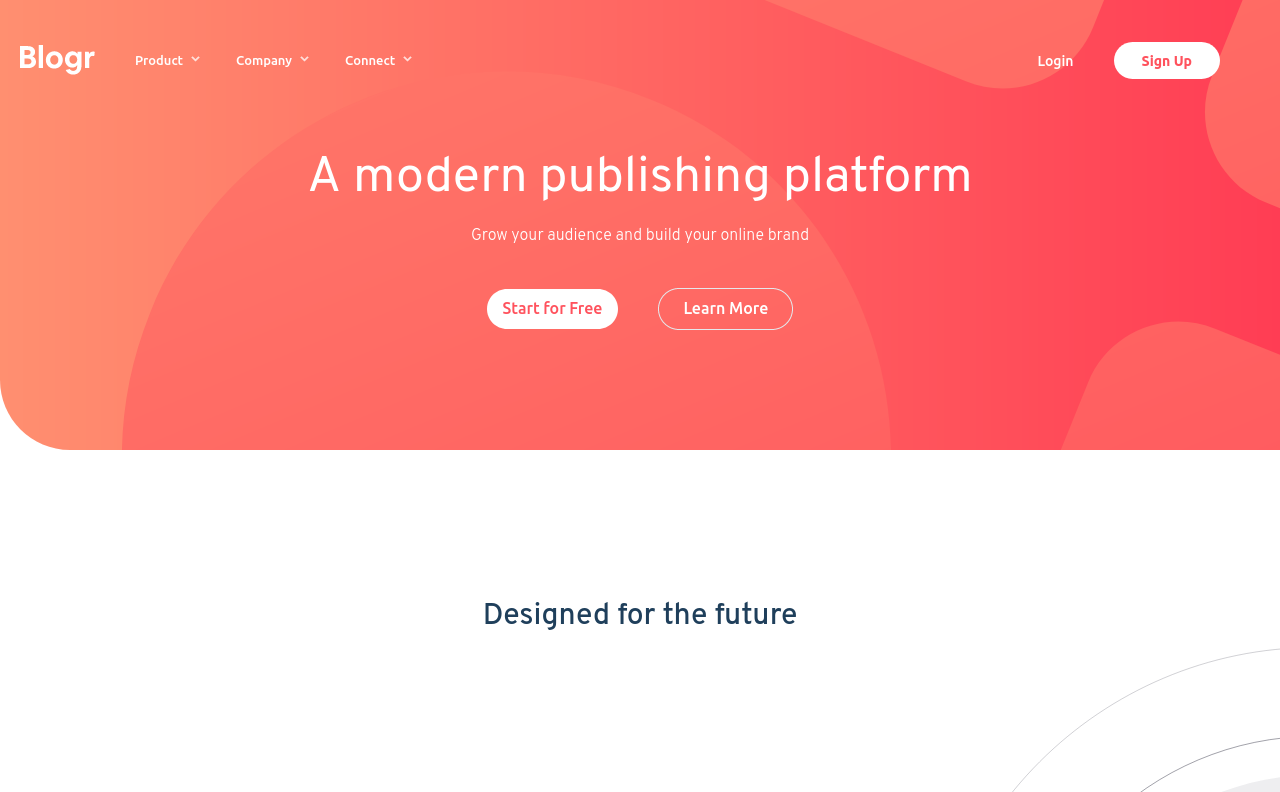 Blogr Product Company Connect Login Sign Up
A modern publishing platform
Grow your audience and build your online brand
Start for Free Learn More
Designed for the future